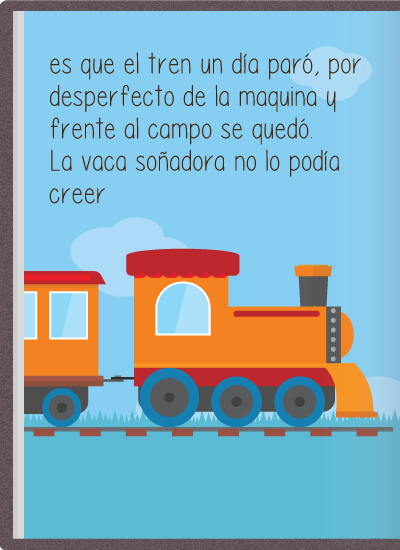 es que el tren un día paró, por
desperfecto de la maquina y
frente al campo se quedó.
La vaca soñadora no lo podía
creer